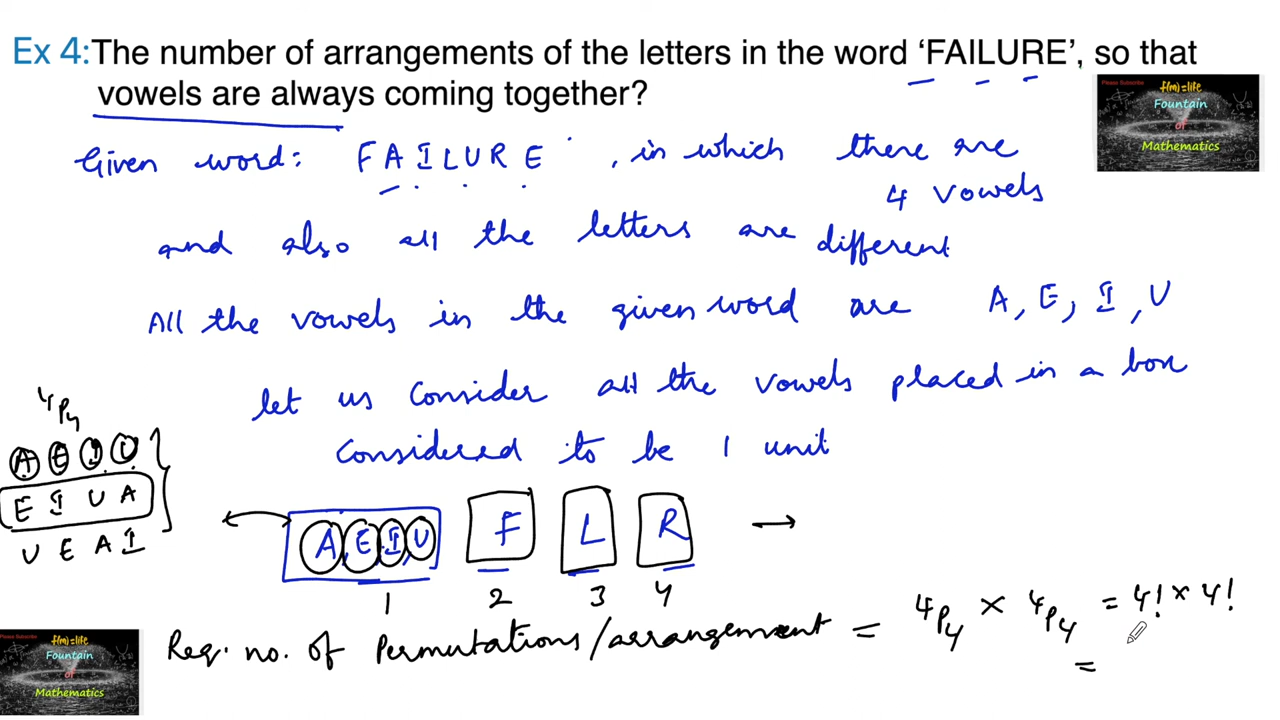 Ex 4: The number of arrangements of the letters in the word ‘FAILURE’, so that
vowels are always coming together?
Please Subscribe
f(m)=life
Fountain
of
Mathematics
Given word: FAILURE , in which there are
4 vowels
and also all the letters are different
All the vowels in the given word are A, E, I, U
let us consider all the vowels placed in a box
considered to be 1 unit
4P4
A E I U
E I U A
U E A I
A, E, I, U F L R →
1 2 3 4
Req. no. of permutations/arrangement = 4P4 × 4P4 = 4! × 4!
=
Please Subscribe
f(m)=life
Fountain
of
Mathematics